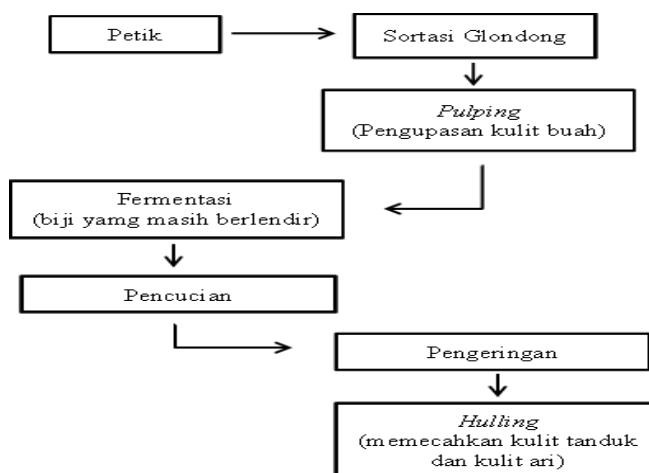 Petik
Sortasi Glondong
Pulping
(Pengupasan kulit buah)
Fermentasi
(biji yamg masih berlendir)
Pencucian
Pengeringan
Hulling
(memecahkan kulit tanduk
dan kulit ari)